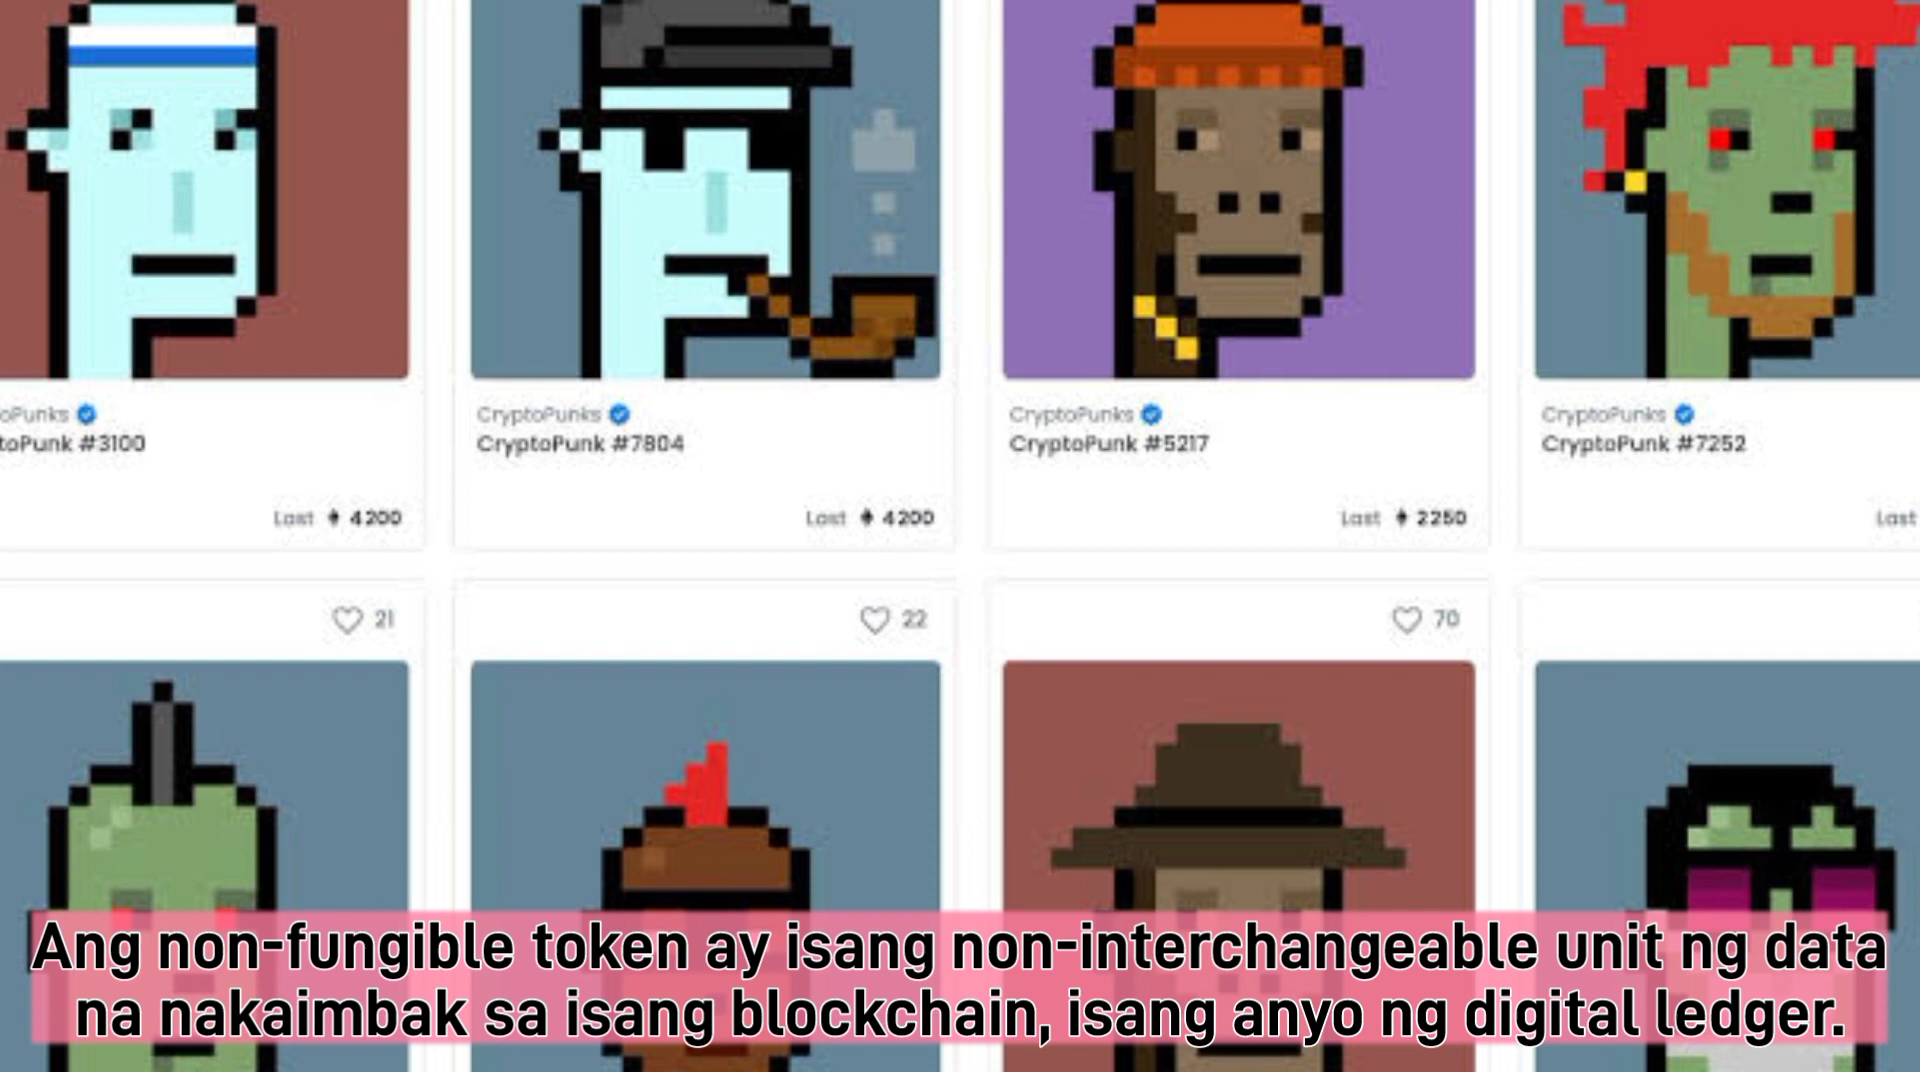 oPunks
CryptoPunks
CryptoPunks
CryptoPunks
toPunk #3100
CryptoPunk #7804
CryptoPunk #5217
CryptoPunk #7252
Last 4200
Last 4200
Last 2250
Last
21
22
70
Ang non-fungible token ay isang non-interchangeable unit ng data
na nakaimbak sa isang blockchain, isang anyo ng digital ledger.